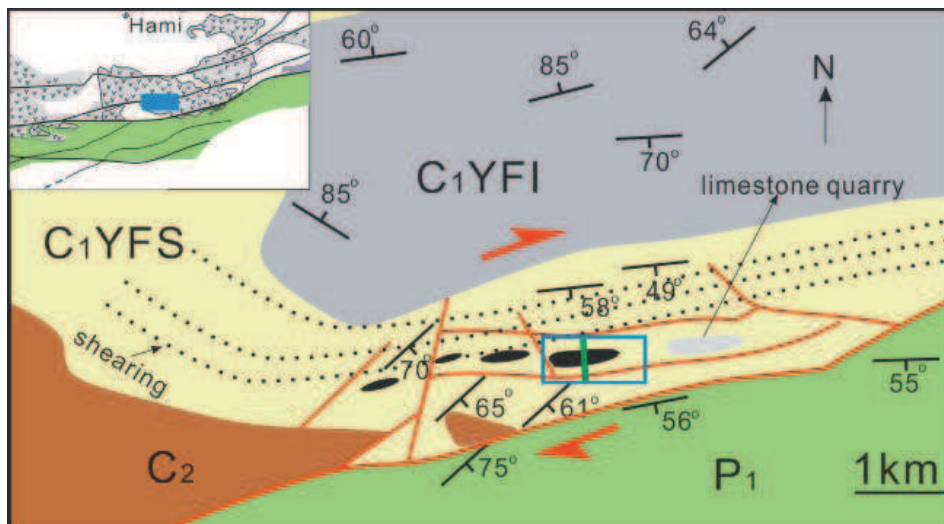 Hami
60°
64°
85°
N
70°
C₁YFI
85°
limestone quarry
C₁YFS
49°
58°
shearing
70°
65°
61°
55°
56°
75°
C₂
P₁
1km